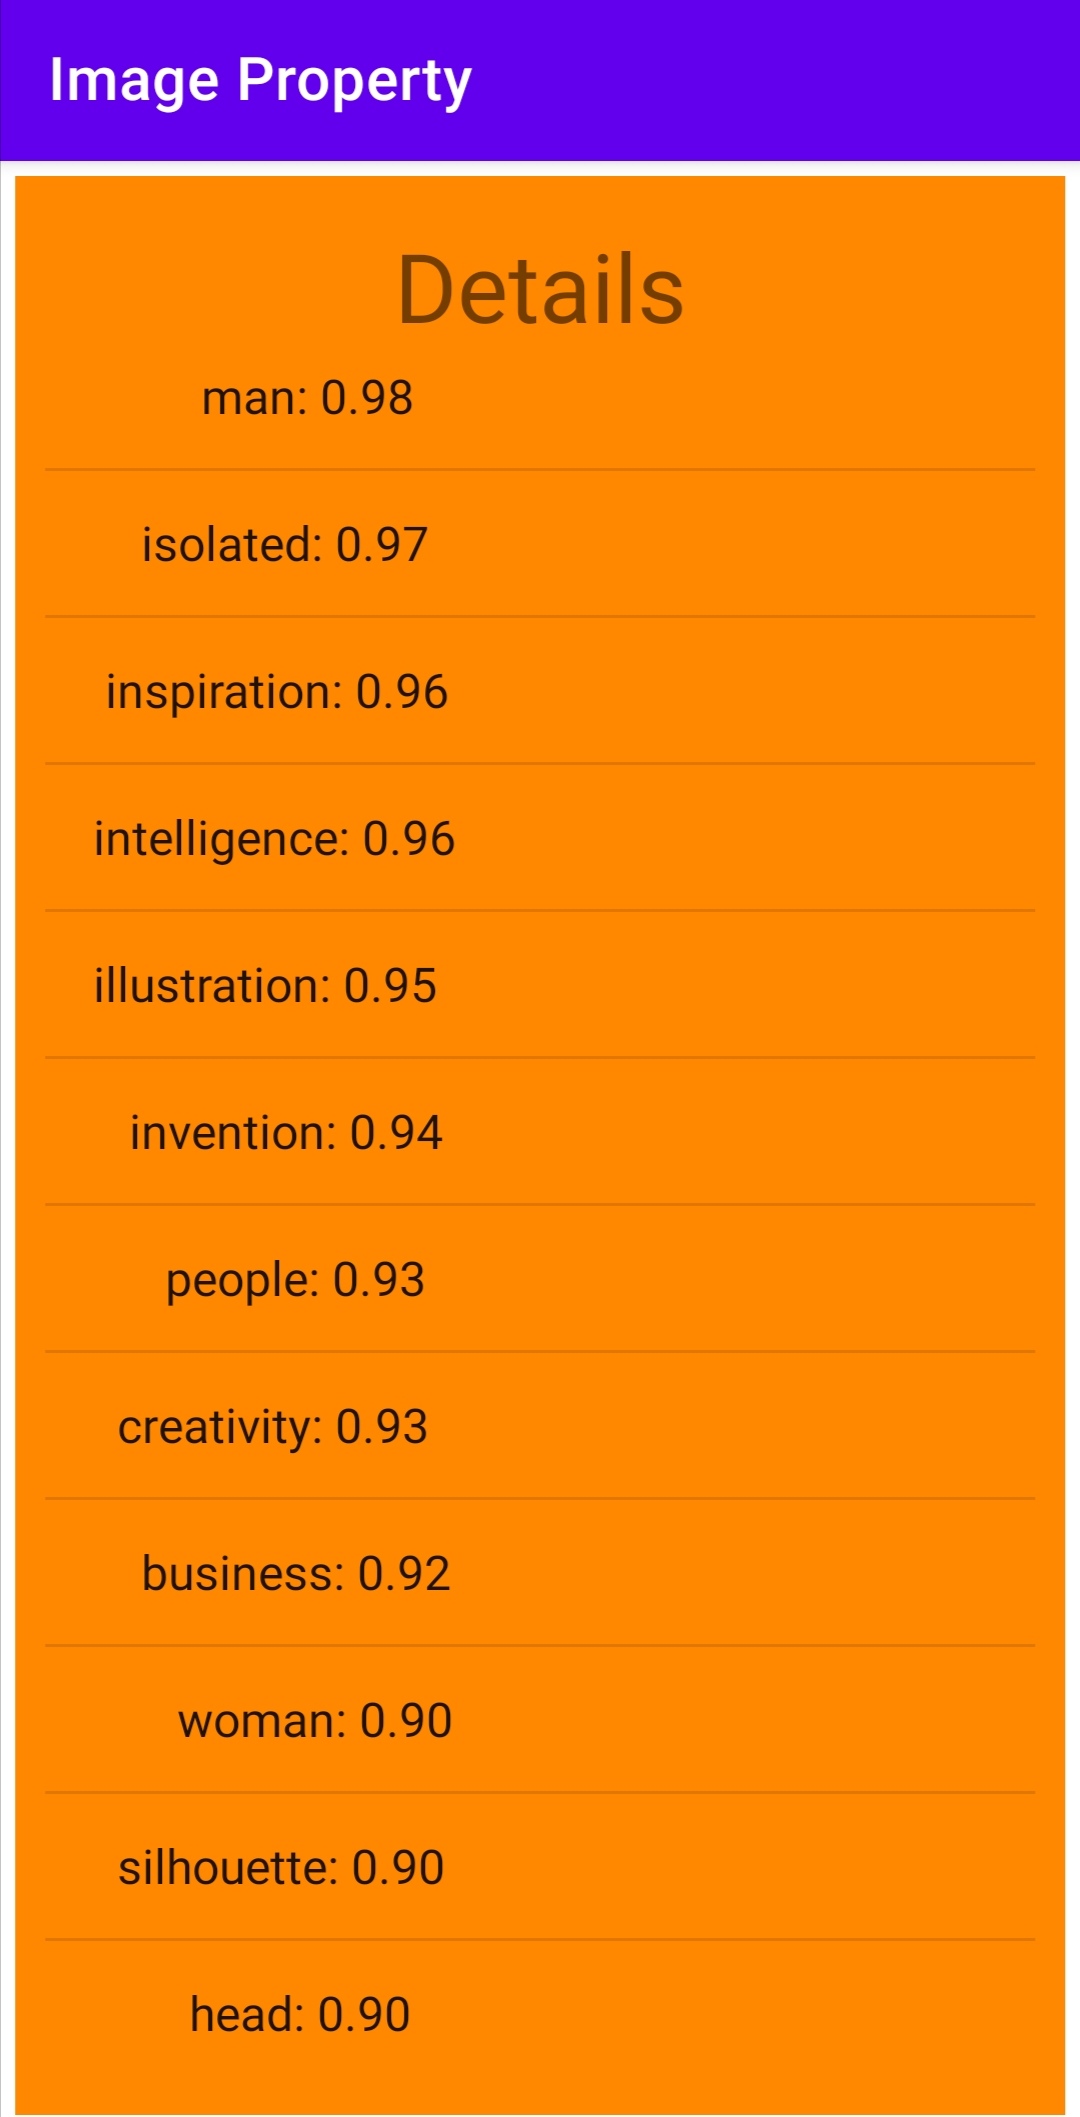 Image Property
Details
man: 0.98
isolated: 0.97
inspiration: 0.96
intelligence: 0.96
illustration: 0.95
invention: 0.94
people: 0.93
creativity: 0.93
business: 0.92
woman: 0.90
silhouette: 0.90
head: 0.90